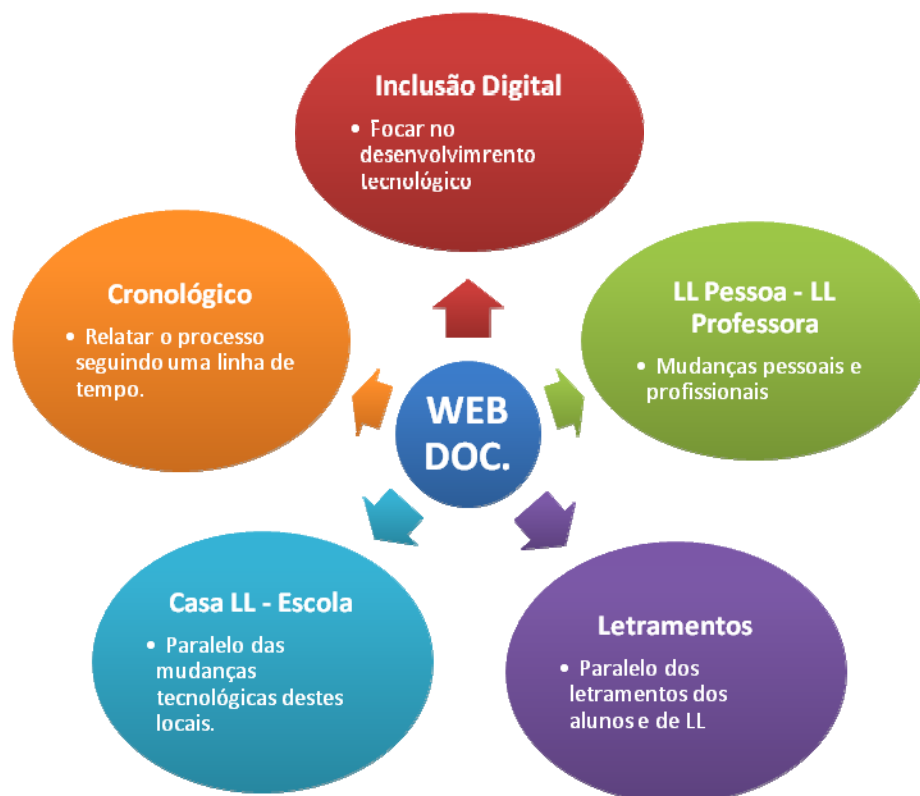 Inclusão Digital
• Focar no
desenvolvimrento
tecnológico
Cronológico
• Relatar o processo
seguindo uma linha de
tempo.
LL Pessoa - LL
Professora
• Mudanças pessoais e
profissionais
WEB
DOC.
Casa LL - Escola
• Paralelo das
mudanças
tecnológicas destes
locais.
Letramentos
• Paralelo dos
letramentos dos
alunos e de LL